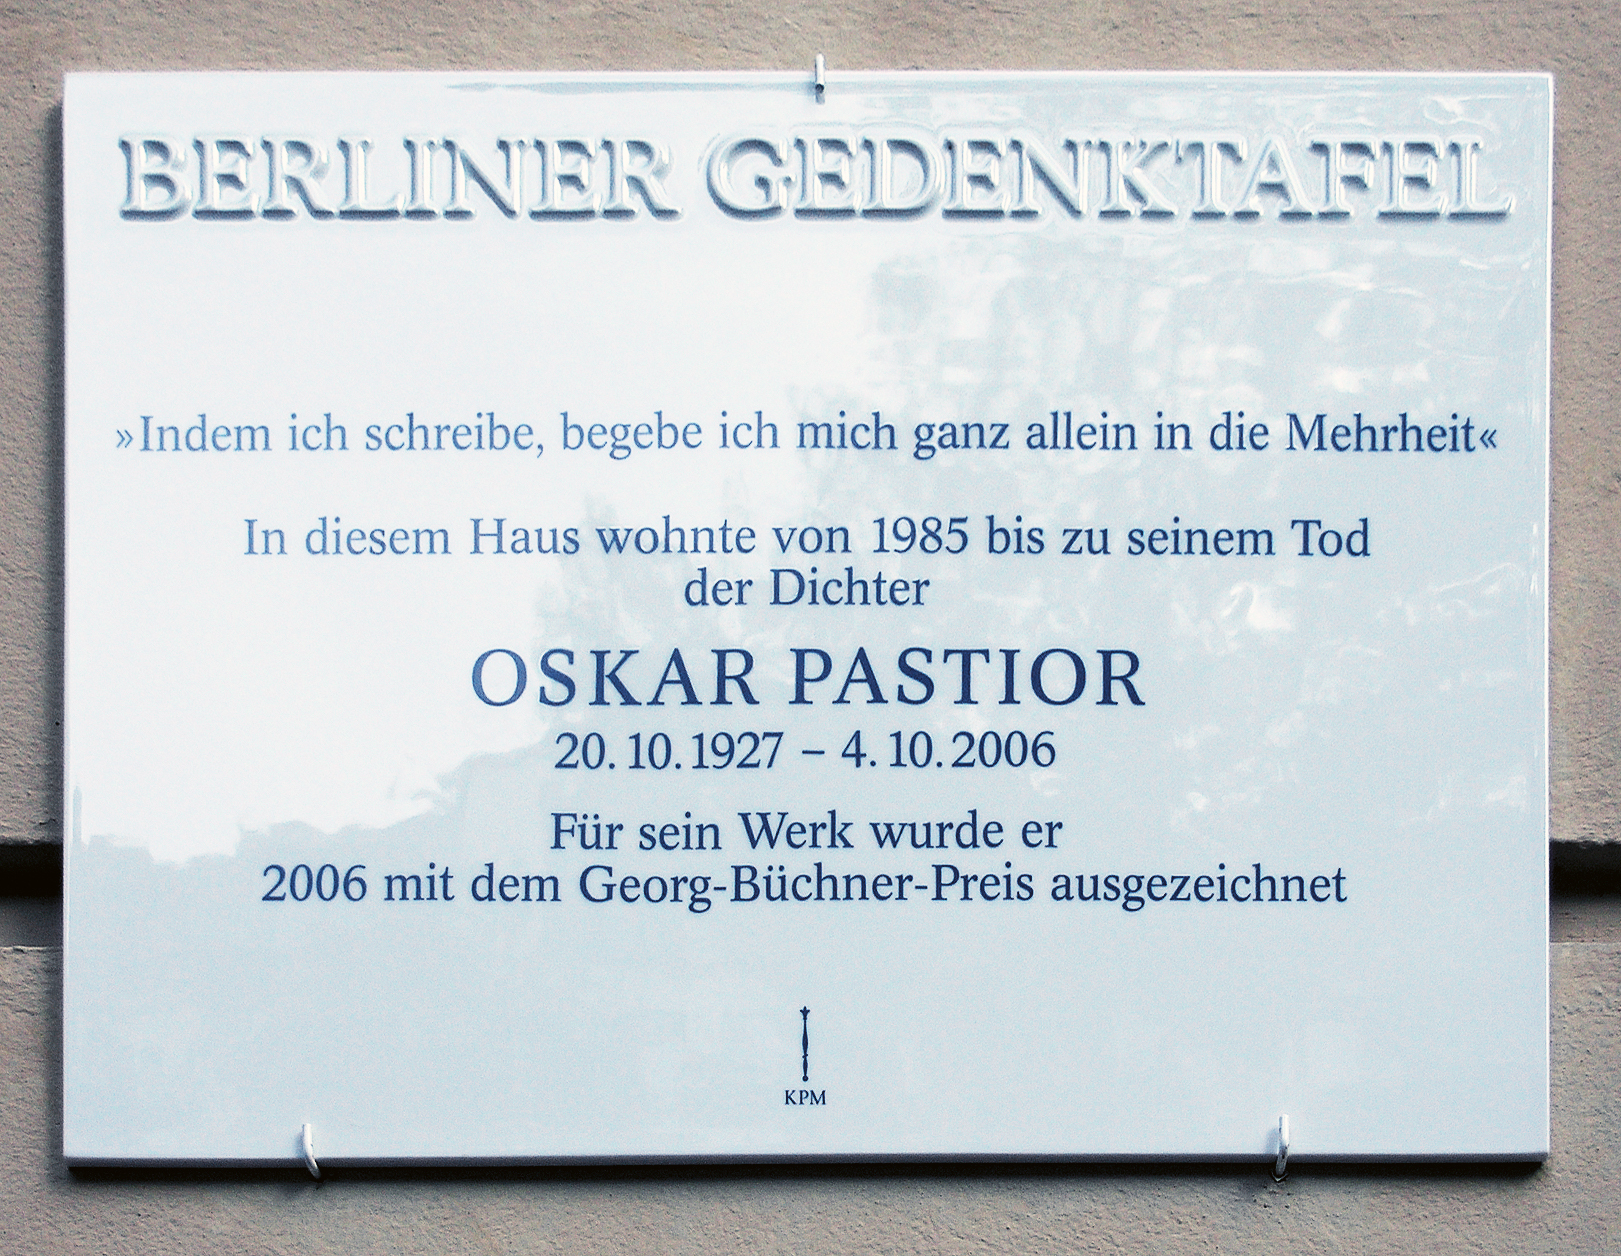 BERLINER GEDENKTAFEL
»Indem ich schreibe, begebe ich mich ganz allein in die Mehrheit«
In diesem Haus wohnte von 1985 bis zu seinem Tod
der Dichter
OSKAR PASTIOR
20.10.1927 – 4.10.2006
Für sein Werk wurde er
2006 mit dem Georg-Büchner-Preis ausgezeichnet
KPM